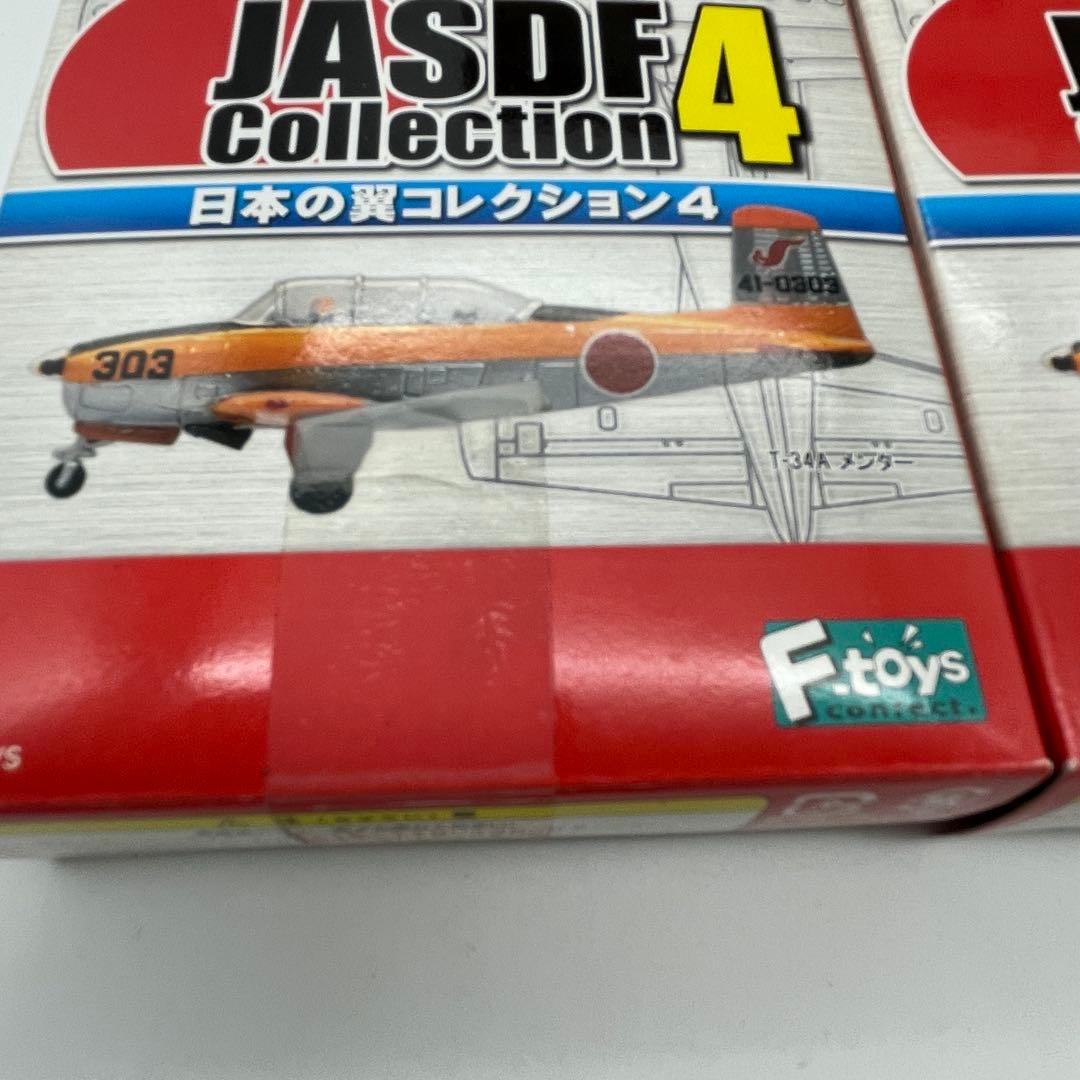 JASDF
Collection 4
日本の翼コレクション4
41-0303
303
T-34A メンター
F-toys
confect.